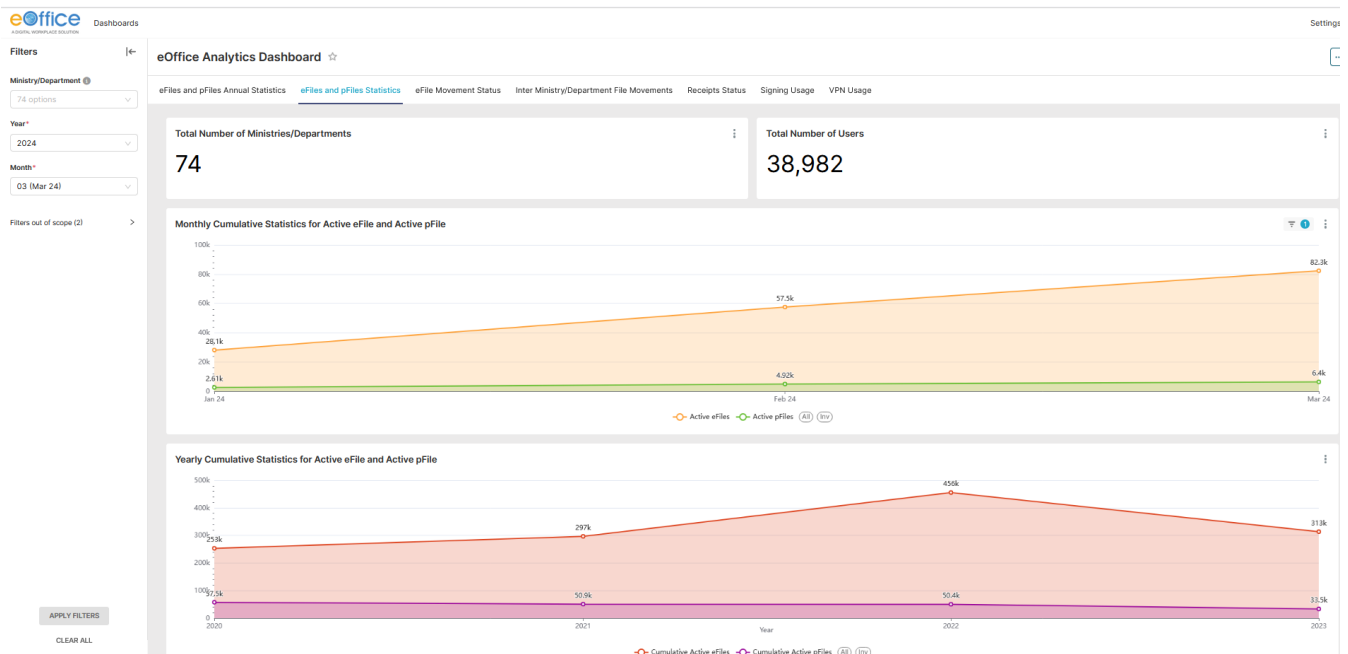 eOffice
A DIGITAL WORKPLACE SOLUTION
Dashboards
Settings
Filters
Ministry/Department
74 options
Year*
2024
Month*
03 (Mar 24)
Filters out of scope (2)
APPLY FILTERS
CLEAR ALL
eOffice Analytics Dashboard
eFiles and pFiles Annual Statistics eFiles and pFiles Statistics eFile Movement Status Inter Ministry/Department File Movements Receipts Status Signing Usage VPN Usage
Total Number of Ministries/Departments
74
Total Number of Users
38,982
Monthly Cumulative Statistics for Active eFile and Active pFile
1
100k
80k
60k
40k
20k
0
28.1k
57.5k
82.3k
2.61k
4.92k
6.4k
Jan 24 Feb 24 Mar 24
Active eFiles Active pFiles All Inv
Yearly Cumulative Statistics for Active eFile and Active pFile
500k
400k
300k
200k
100k
0
253k
297k
456k
313k
50.9k
50.4k
33.5k
2020 2021 2022 2023
Year
Cumulative Active eFiles Cumulative Active pFiles All Inv